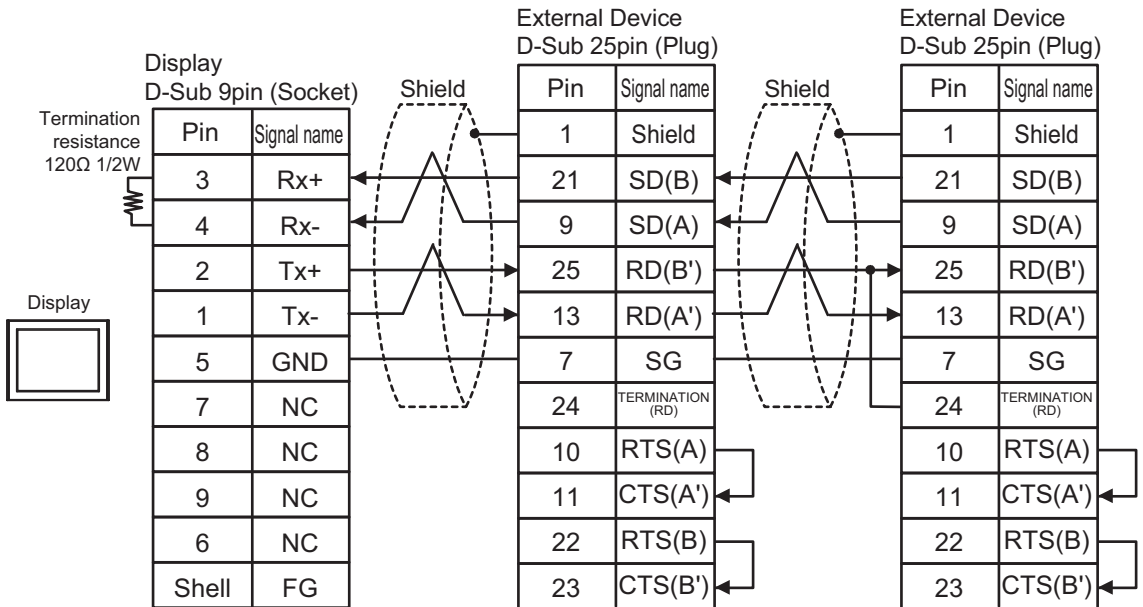 External Device
D-Sub 25pin (Plug)
External Device
D-Sub 25pin (Plug)
Display
D-Sub 9pin (Socket)
Shield
Shield
Termination
resistance
120Ω 1/2W
Display
Pin Signal name
3 Rx+
4 Rx-
2 Tx+
1 Tx-
5 GND
7 NC
8 NC
9 NC
6 NC
Shell FG
Pin Signal name
1 Shield
21 SD(B)
9 SD(A)
25 RD(B')
13 RD(A')
7 SG
24 TERMINATION
(RD)
10 RTS(A)
11 CTS(A')
22 RTS(B)
23 CTS(B')
Pin Signal name
1 Shield
21 SD(B)
9 SD(A)
25 RD(B')
13 RD(A')
7 SG
24 TERMINATION
(RD)
10 RTS(A)
11 CTS(A')
22 RTS(B)
23 CTS(B')